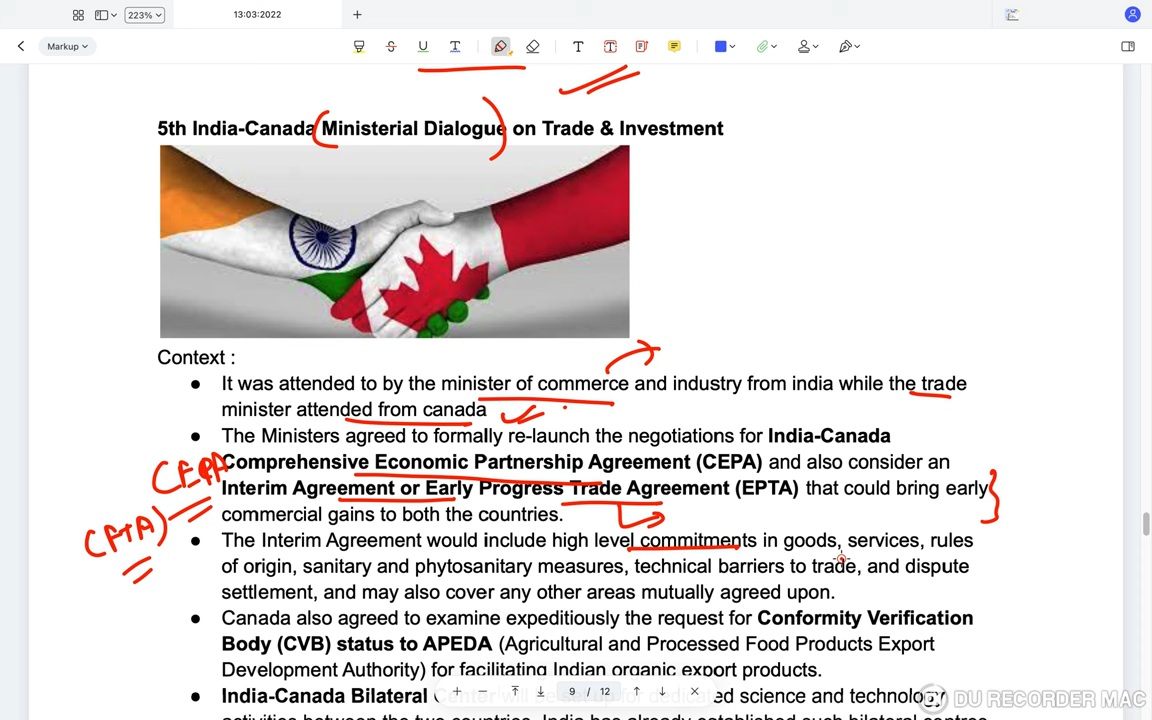 223%
13:03:2022
Markup
5th India-Canada Ministerial Dialogue on Trade & Investment
Context :
● It was attended to by the minister of commerce and industry from india while the trade
minister attended from canada
● The Ministers agreed to formally re-launch the negotiations for India-Canada
Comprehensive Economic Partnership Agreement (CEPA) and also consider an
Interim Agreement or Early Progress Trade Agreement (EPTA) that could bring early
commercial gains to both the countries.
CEPA
(FTA)
● The Interim Agreement would include high level commitments in goods, services, rules
of origin, sanitary and phytosanitary measures, technical barriers to trade, and dispute
settlement, and may also cover any other areas mutually agreed upon.
● Canada also agreed to examine expeditiously the request for Conformity Verification
Body (CVB) status to APEDA (Agricultural and Processed Food Products Export
Development Authority) for facilitating Indian organic export products.
● India-Canada Bilateral science and technology
9 / 12
DU RECORDER MAC